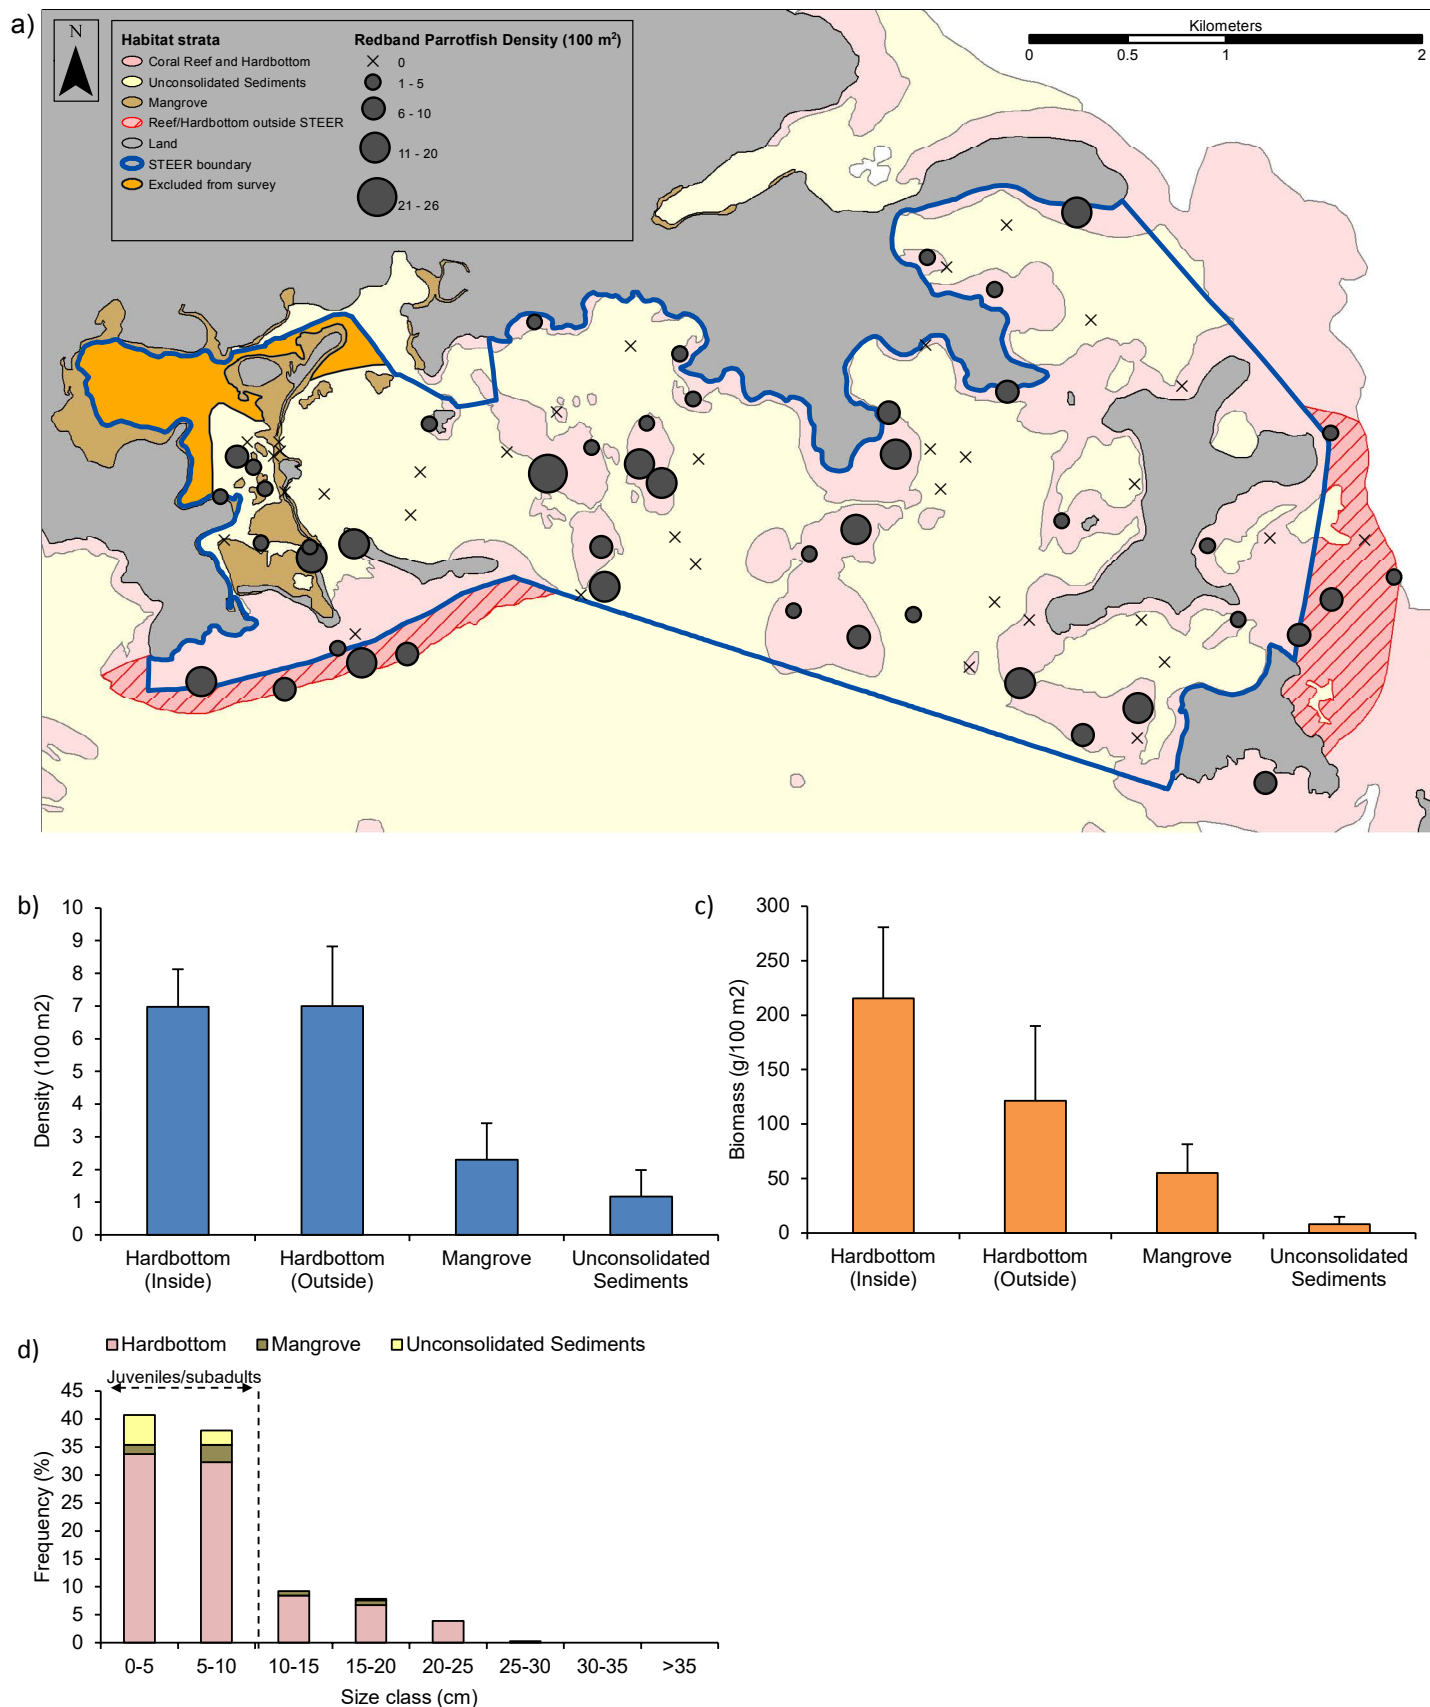 a)
N
Habitat strata
Coral Reef and Hardbottom
Unconsolidated Sediments
Mangrove
Reef/Hardbottom outside STEER
Land
STEER boundary
Excluded from survey
Redband Parrotfish Density (100 m²)
0
1 - 5
6 - 10
11 - 20
21 - 26
Kilometers
0 0.5 1 2
b)
10
9
8
7
6
5
4
3
2
1
0
Density (100 m2)
Hardbottom (Inside)
Hardbottom (Outside)
Mangrove
Unconsolidated Sediments
c)
300
250
200
150
100
50
0
Biomass (g/100 m2)
Hardbottom (Inside)
Hardbottom (Outside)
Mangrove
Unconsolidated Sediments
d)
Hardbottom Mangrove Unconsolidated Sediments
Juveniles/subadults
45
40
35
30
25
20
15
10
5
0
Frequency (%)
0-5 5-10 10-15 15-20 20-25 25-30 30-35 >35
Size class (cm)